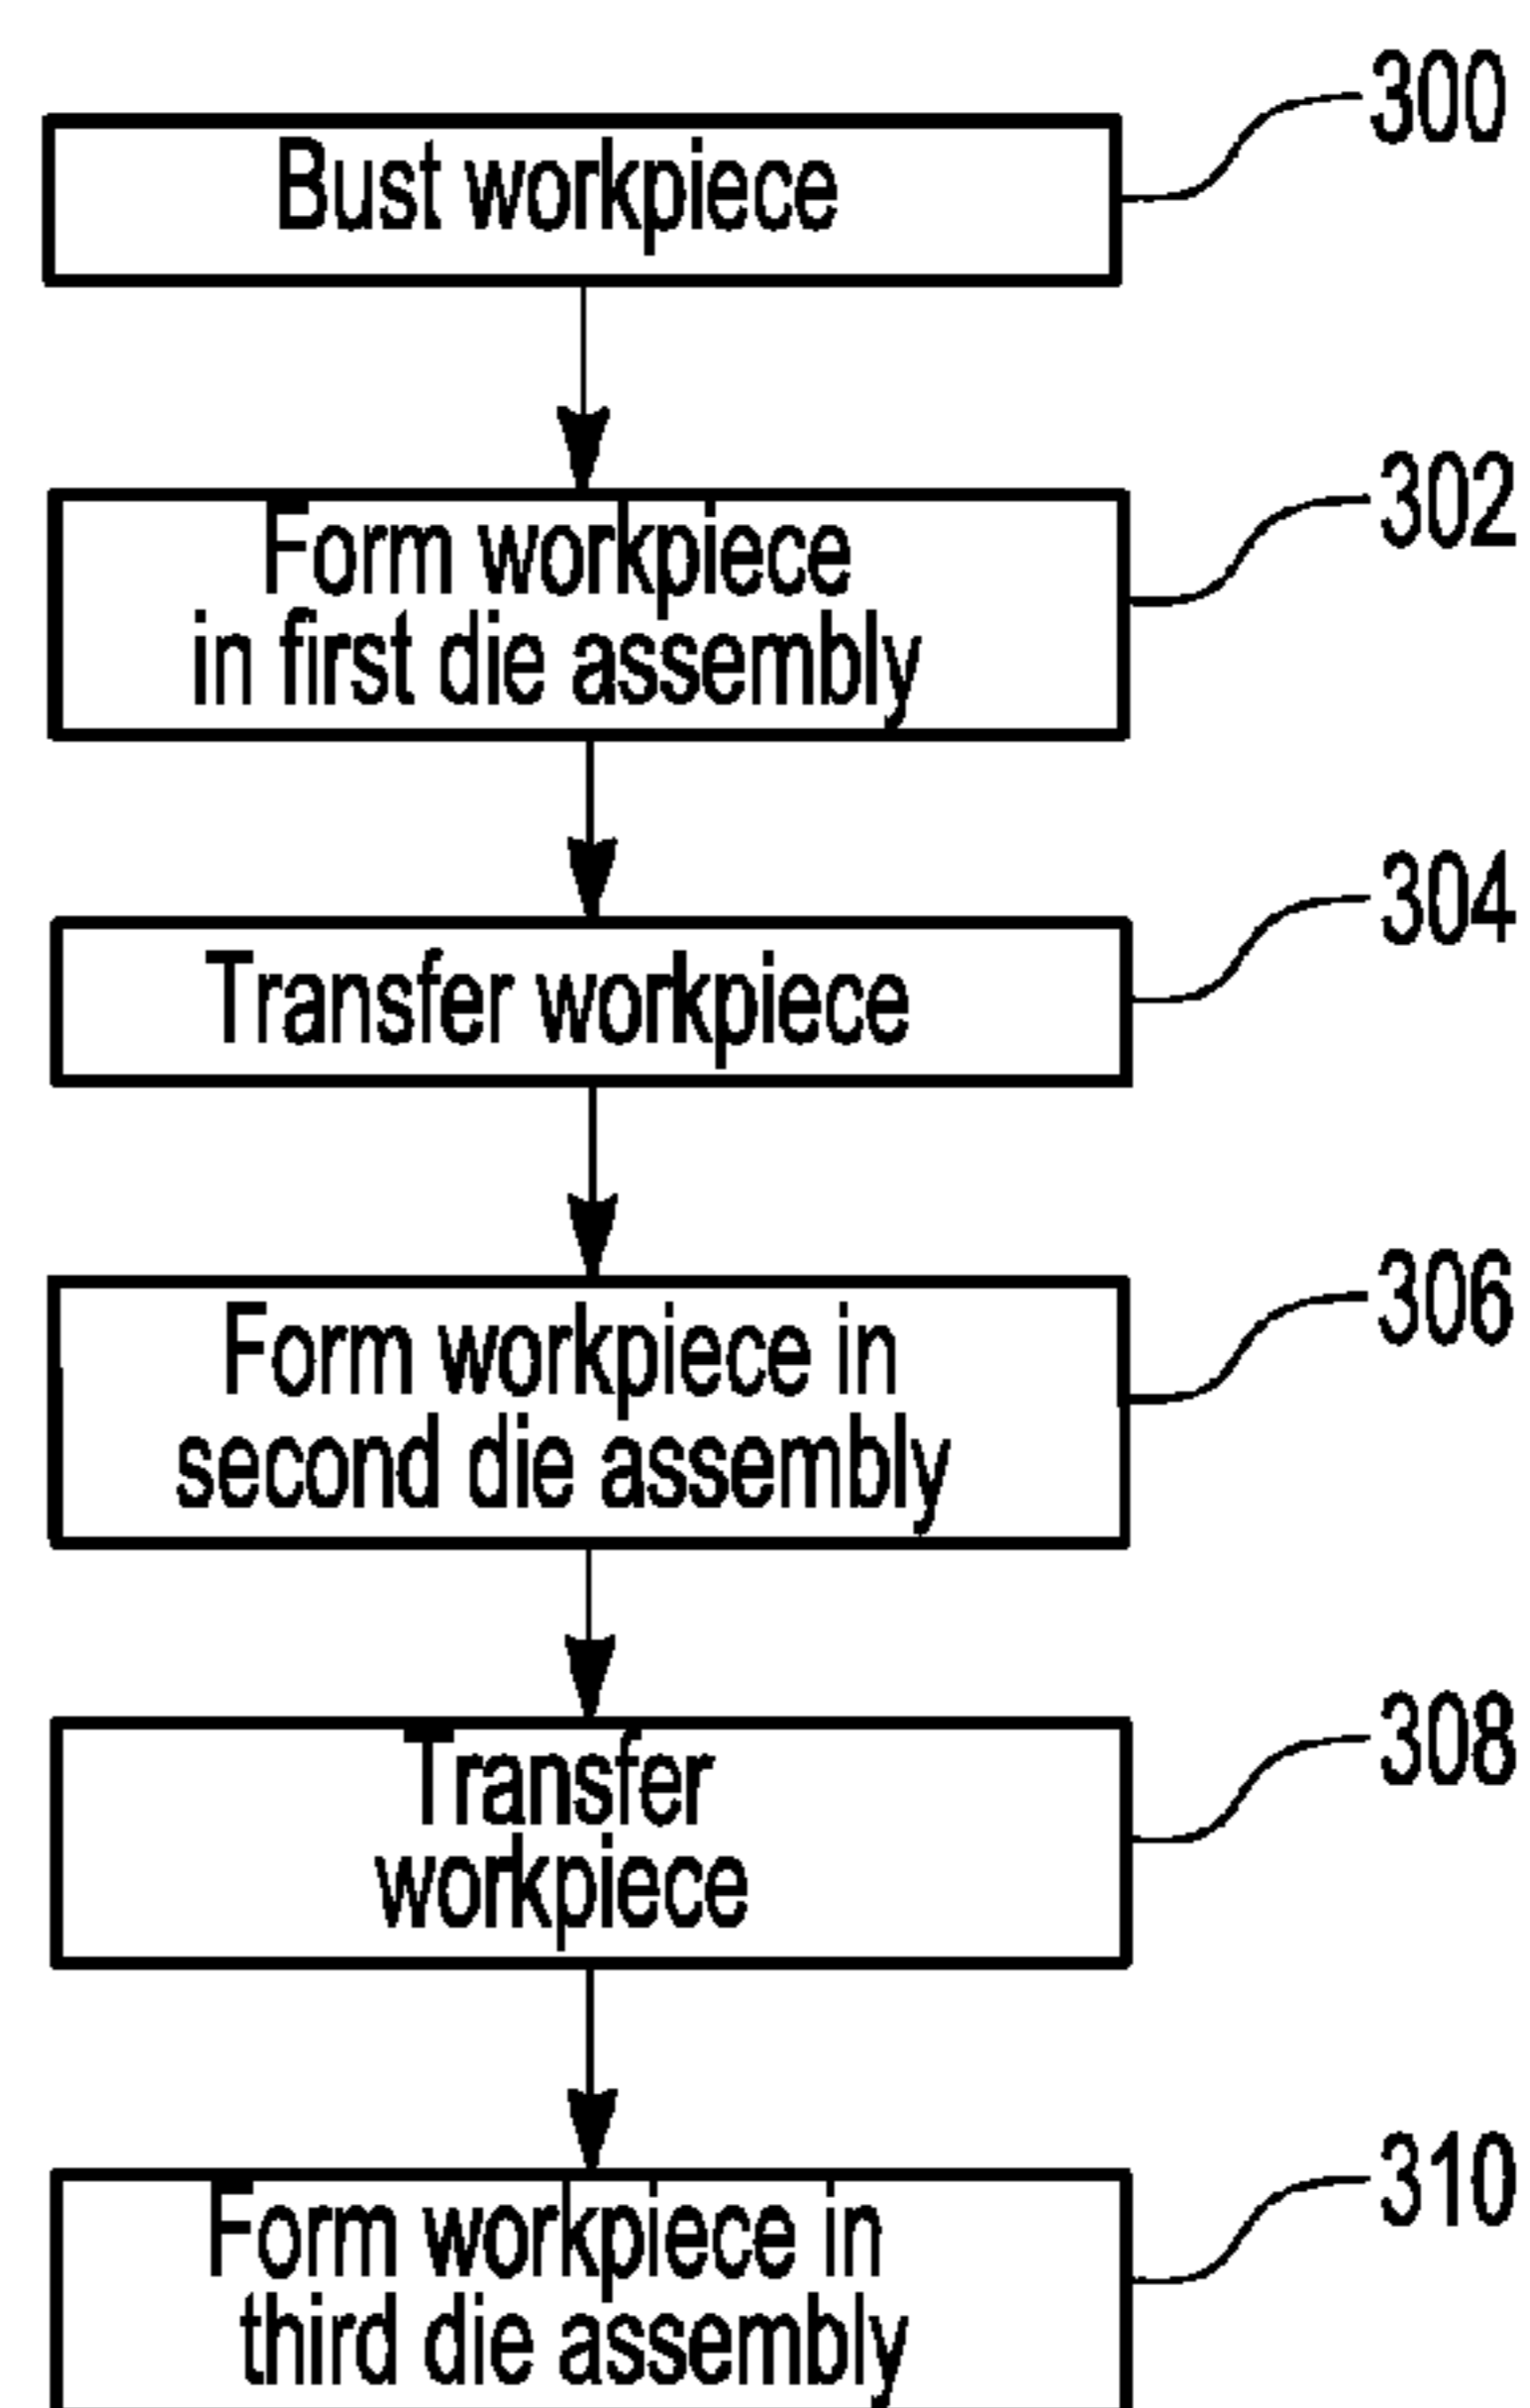 Bust workpiece
300
Form workpiece
in first die assembly
302
Transfer workpiece
304
Form workpiece in
second die assembly
306
Transfer
workpiece
308
Form workpiece in
third die assembly
310